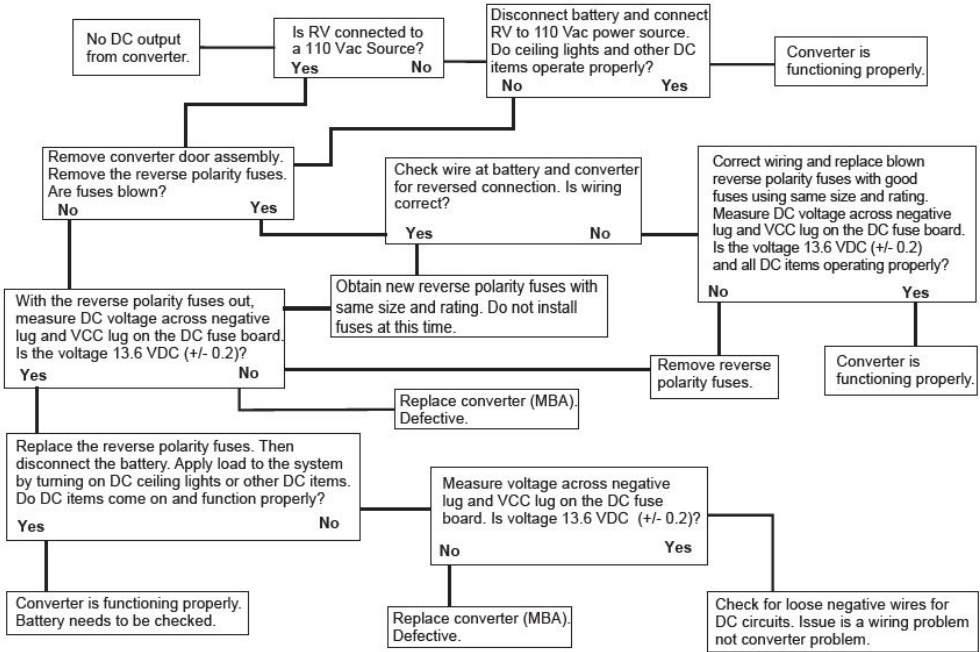 No DC output
from converter.
Is RV connected to
a 110 Vac Source?
Yes No
Disconnect battery and connect
RV to 110 Vac power source.
Do ceiling lights and other DC
items operate properly?
No Yes
Converter is
functioning properly.
Remove converter door assembly.
Remove the reverse polarity fuses.
Are fuses blown?
No Yes
Check wire at battery and converter
for reversed connection. Is wiring
correct?
Yes No
Correct wiring and replace blown
reverse polarity fuses with good
fuses using same size and rating.
Measure DC voltage across negative
lug and VCC lug on the DC fuse board.
Is the voltage 13.6 VDC (+/- 0.2)
and all DC items operating properly?
No Yes
Obtain new reverse polarity fuses with
same size and rating. Do not install
fuses at this time.
With the reverse polarity fuses out,
measure DC voltage across negative
lug and VCC lug on the DC fuse board.
Is the voltage 13.6 VDC (+/- 0.2)?
Yes No
Remove reverse
polarity fuses.
Converter is
functioning properly.
Replace converter (MBA).
Defective.
Replace the reverse polarity fuses. Then
disconnect the battery. Apply load to the system
by turning on DC ceiling lights or other DC items.
Do DC items come on and function properly?
Yes No
Measure voltage across negative
lug and VCC lug on the DC fuse
board. Is voltage 13.6 VDC (+/- 0.2)?
No Yes
Converter is functioning properly.
Battery needs to be checked.
Replace converter (MBA).
Defective.
Check for loose negative wires for
DC circuits. Issue is a wiring problem
not converter problem.